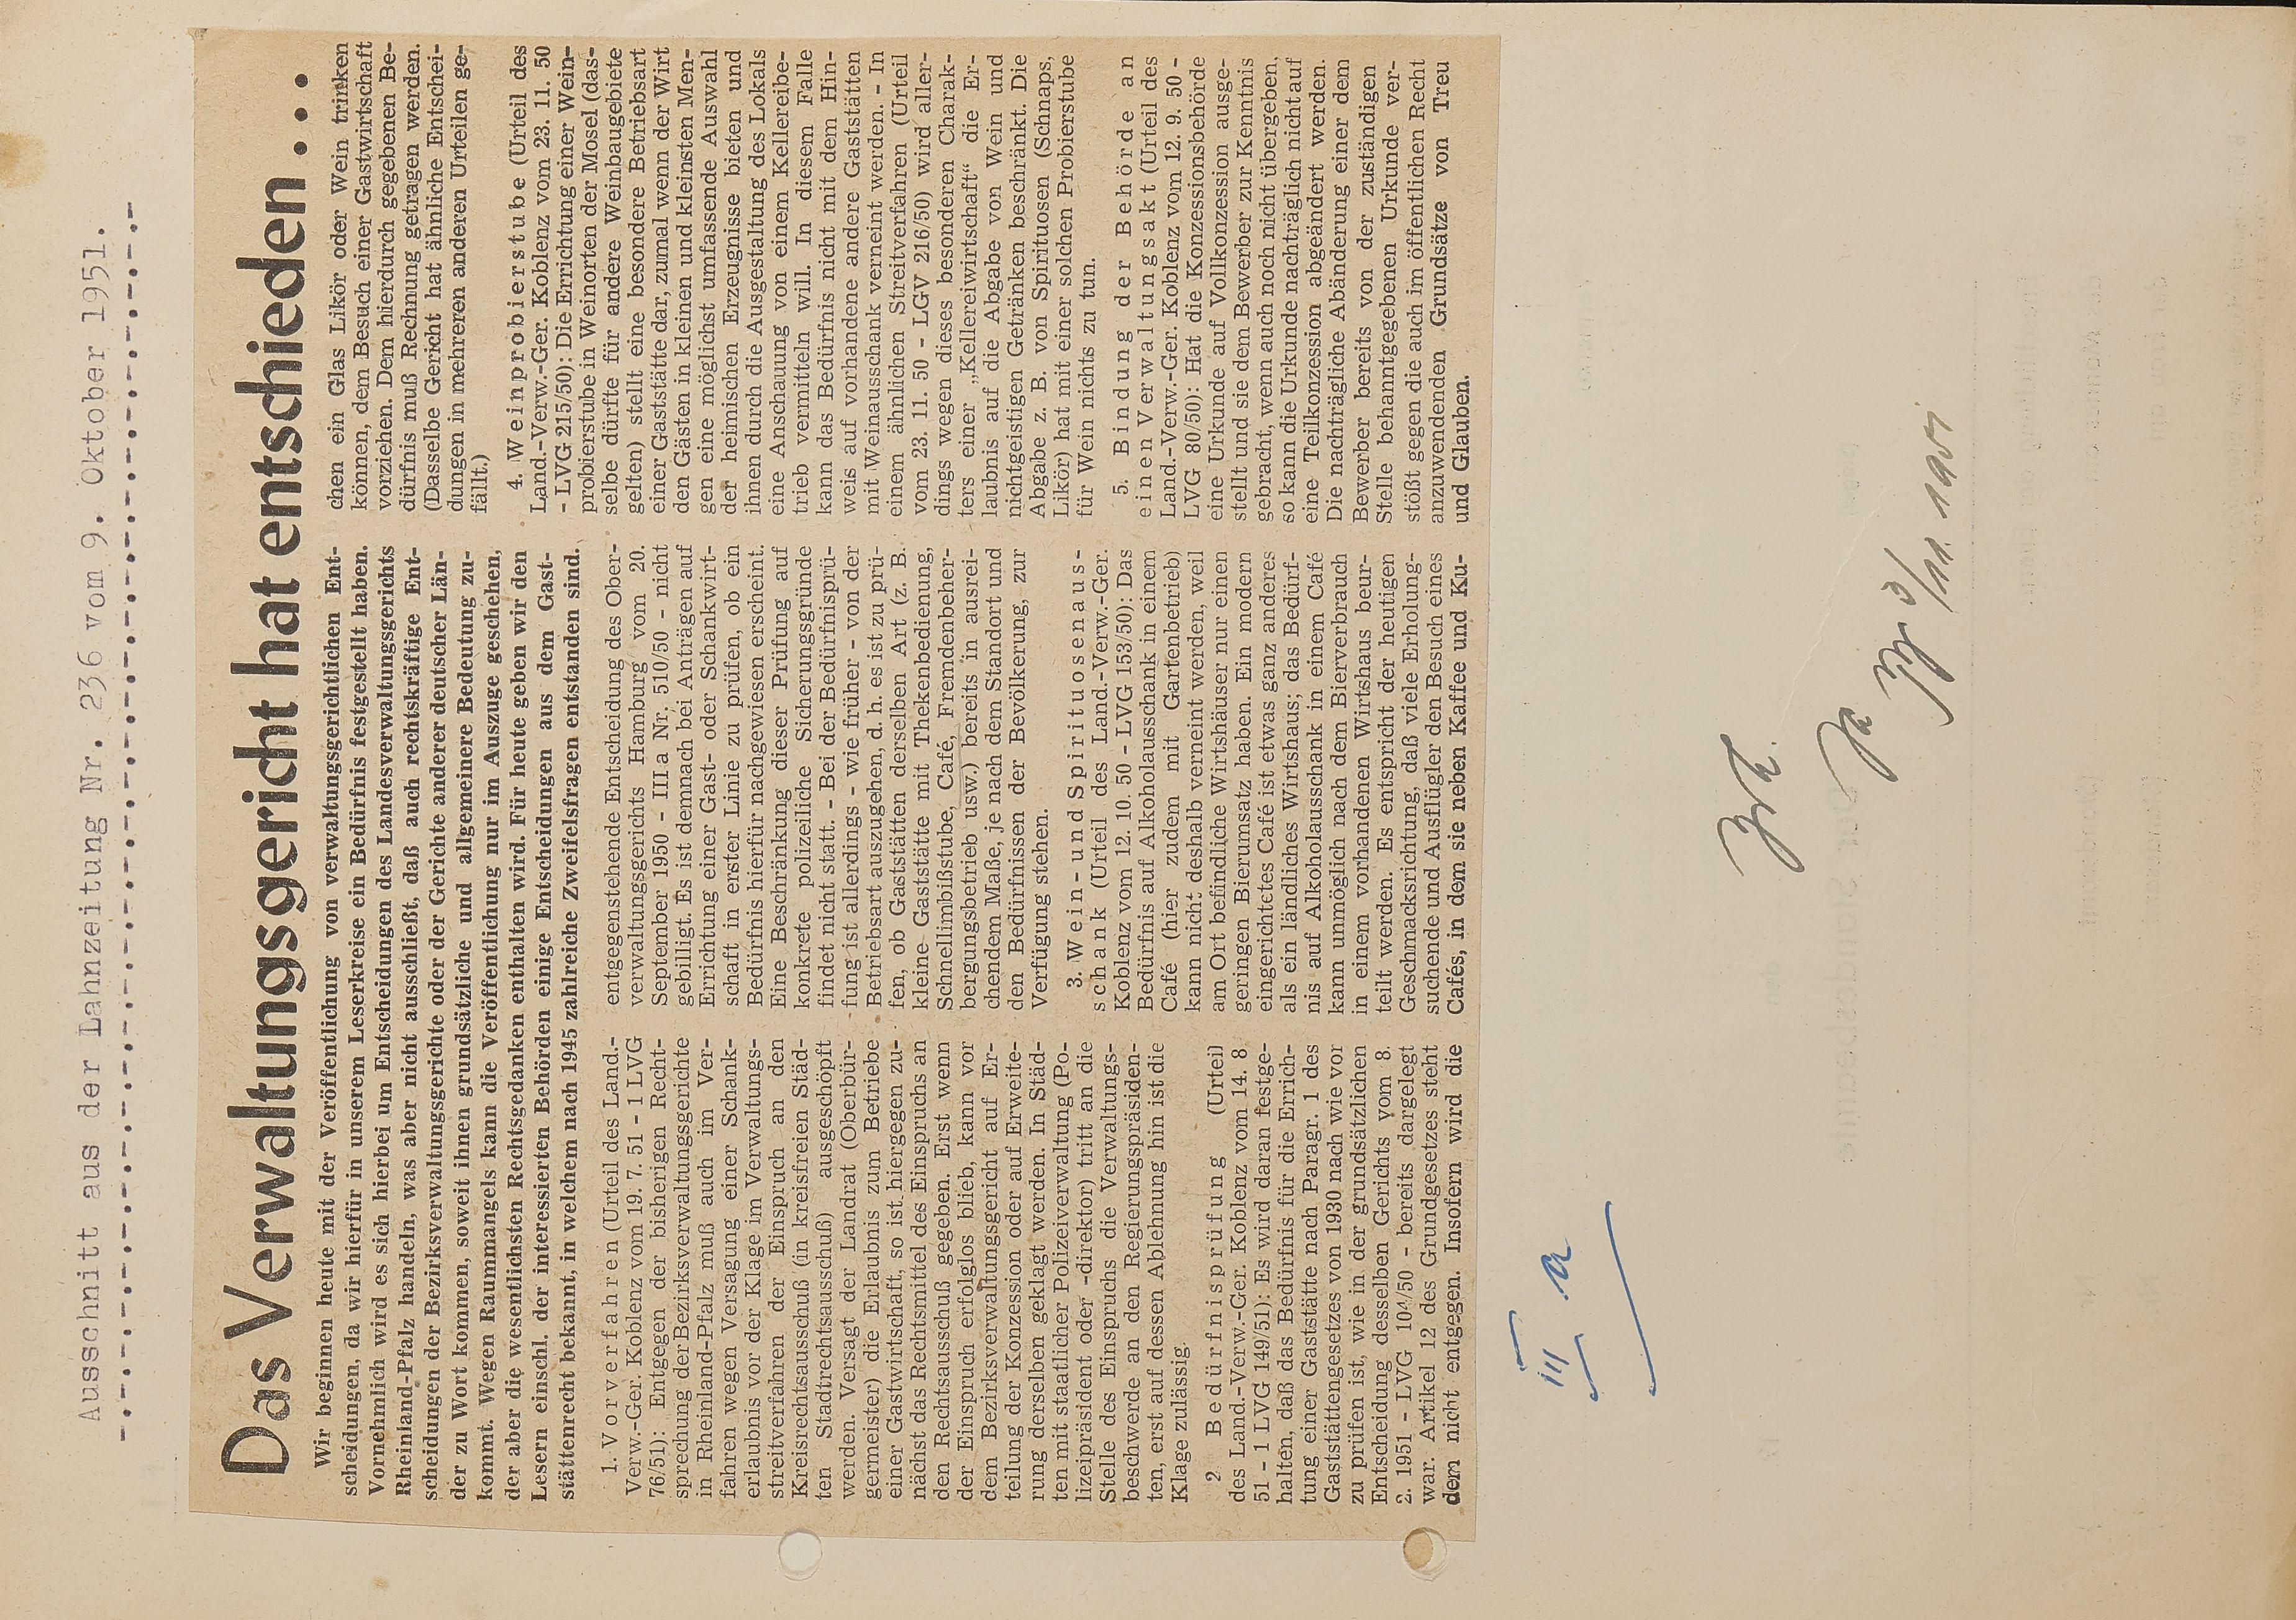 Ausschnitt aus der Lahnzeitung Nr. 236 vom 9. Oktober 1951.
Das Verwaltungsgericht hat entschieden...
Wir beginnen heute mit der Veröffentlichung von verwaltungsgerichtlichen Ent-
scheidungen, da wir hierfür in unserem Leserkreise ein Bedürfnis festgestellt haben.
Vornehmlich wird es sich hierbei um Entscheidungen des Landesverwaltungsgerichts
Rheinland-Pfalz handeln, was aber nicht ausschließt, daß auch rechtskräftige Ent-
scheidungen der Bezirksverwaltungsgerichte oder der Gerichte anderer deutscher Län-
der zu Wort kommen, soweit ihnen grundsätzliche und allgemeinere Bedeutung zu-
kommt. Wegen Raummangels kann die Veröffentlichung nur im Auszuge geschehen,
der aber die wesentlichsten Rechtsgedanken enthalten wird. Für heute geben wir den
Lesern einschl. der interessierten Behörden einige Entscheidungen aus dem Gast-
stättenrecht bekannt, in welchem nach 1945 zahlreiche Zweifelsfragen entstanden sind.
1. Vorverfahren (Urteil des Land.-
Verw.-Ger. Koblenz vom 19. 7. 51 - 1 LVG
76/51): Entgegen der bisherigen Recht-
sprechung der Bezirksverwaltungsgerichte
in Rheinland-Pfalz muß auch im Ver-
fahren wegen Versagung einer Schank-
erlaubnis vor der Klage im Verwaltungs-
streitverfahren der Einspruch an den
Kreisrechtsausschuß (in kreisfreien Städ-
ten Stadtrechtsausschuß) ausgeschöpft
werden. Versagt der Landrat (Oberbür-
germeister) die Erlaubnis zum Betriebe
einer Gastwirtschaft, so ist hiergegen zu-
nächst das Rechtsmittel des Einspruchs an
den Rechtsausschuß gegeben. Erst wenn
der Einspruch erfolglos blieb, kann vor
dem Bezirksverwaltungsgericht auf Er-
teilung der Konzession oder auf Erweite-
rung derselben geklagt werden. In Städ-
ten mit staatlicher Polizeiverwaltung (Po-
lizeipräsident oder -direktor) tritt an die
Stelle des Einspruchs die Verwaltungs-
beschwerde an den Regierungspräsiden-
ten, erst auf dessen Ablehnung hin ist die
Klage zulässig.
2 Bedürfnisprüfung (Urteil
des Land.-Verw.-Ger. Koblenz vom 14. 8.
51 - 1 LVG 149/51): Es wird daran festge-
halten, daß das Bedürfnis für die Errich-
tung einer Gaststätte nach Paragr. 1 des
Gaststättengesetzes von 1930 nach wie vor
zu prüfen ist, wie in der grundsätzlichen
Entscheidung desselben Gerichts vom 8.
2. 1951 - LVG 104/50 - bereits dargelegt
war. Artikel 12 des Grundgesetzes steht
dem nicht entgegen. Insofern wird die
entgegenstehende Entscheidung des Ober-
verwaltungsgerichts Hamburg vom 20.
September 1950 - III a Nr. 510/50 - nicht
gebilligt. Es ist demnach bei Anträgen auf
Errichtung einer Gast- oder Schankwirt-
schaft in erster Linie zu prüfen, ob ein
Bedürfnis hierfür nachgewiesen erscheint.
Eine Beschränkung dieser Prüfung auf
konkrete polizeiliche Sicherungsgründe
findet nicht statt. - Bei der Bedürfnisprü-
fung ist allerdings - wie früher - von der
Betriebsart auszugehen, d. h. es ist zu prü-
fen, ob Gaststätten derselben Art (z. B.
kleine Gaststätte mit Thekenbedienung,
Schnellimbißstube, Café, Fremdenbeher-
bergungsbetrieb usw.) bereits in ausrei-
chendem Maße, je nach dem Standort und
den Bedürfnissen der Bevölkerung, zur
Verfügung stehen.
3. Wein- und Spirituosenaus-
schank (Urteil des Land.-Verw.-Ger.
Koblenz vom 12. 10. 50 - LVG 153/50): Das
Bedürfnis auf Alkoholausschank in einem
Café (hier zudem mit Gartenbetrieb)
kann nicht deshalb verneint werden, weil
am Ort befindliche Wirtshäuser nur einen
geringen Bierumsatz haben. Ein modern
eingerichtetes Café ist etwas ganz anderes
als ein ländliches Wirtshaus; das Bedürf-
nis auf Alkoholausschank in einem Café
kann unmöglich nach dem Bierverbrauch
in einem vorhandenen Wirtshaus beur-
teilt werden. Es entspricht der heutigen
Geschmacksrichtung, daß viele Erholung-
suchende und Ausflügler den Besuch eines
Cafés, in dem sie neben Kaffee und Ku-
chen ein Glas Likör oder Wein trinken
können, dem Besuch einer Gastwirtschaft
vorziehen. Dem hierdurch gegebenen Be-
dürfnis muß Rechnung getragen werden.
(Dasselbe Gericht hat ähnliche Entschei-
dungen in mehreren anderen Urteilen ge-
fällt.)
4. Weinprobierstube (Urteil des
Land.-Verw.-Ger. Koblenz vom 23. 11. 50
- LVG 215/50): Die Errichtung einer Wein-
probierstube in Weinorten der Mosel (das-
selbe dürfte für andere Weinbaugebiete
gelten) stellt eine besondere Betriebsart
einer Gaststätte dar, zumal wenn der Wirt
den Gästen in kleinen und kleinsten Men-
gen eine möglichst umfassende Auswahl
der heimischen Erzeugnisse bieten und
ihnen durch die Ausgestaltung des Lokals
eine Anschauung von einem Kellereibe-
trieb vermitteln will. In diesem Falle
kann das Bedürfnis nicht mit dem Hin-
weis auf vorhandene andere Gaststätten
mit Weinausschank verneint werden. - In
einem ähnlichen Streitverfahren (Urteil
vom 23. 11. 50 - LGV 216/50) wird aller-
dings wegen dieses besonderen Charak-
ters einer „Kellereiwirtschaft“ die Er-
laubnis auf die Abgabe von Wein und
nichtgeistigen Getränken beschränkt. Die
Abgabe z. B. von Spirituosen (Schnaps,
Likör) hat mit einer solchen Probierstube
für Wein nichts zu tun.
5. Bindung der Behörde an
einen Verwaltungsakt (Urteil des
Land.-Verw.-Ger. Koblenz vom 12. 9. 50 -
LVG 80/50): Hat die Konzessionsbehörde
eine Urkunde auf Vollkonzession ausge-
stellt und sie dem Bewerber zur Kenntnis
gebracht, wenn auch noch nicht übergeben,
so kann die Urkunde nachträglich nicht auf
eine Teilkonzession abgeändert werden.
Die nachträgliche Abänderung einer dem
Bewerber bereits von der zuständigen
Stelle behanntgegebenen Urkunde ver-
stößt gegen die auch im öffentlichen Recht
anzuwendenden Grundsätze von Treu
und Glauben.
III a